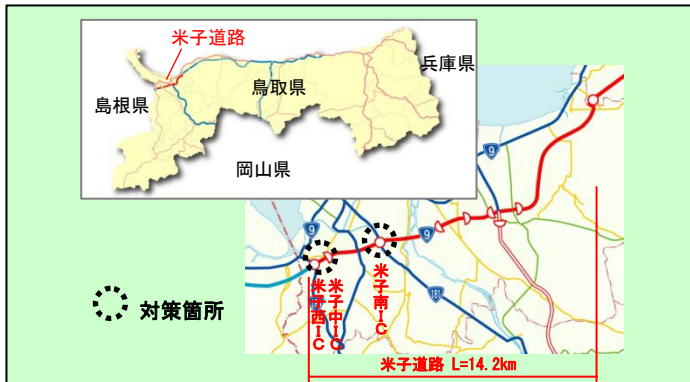 米子道路
兵庫県
鳥取県
島根県
岡山県
9
9
9
181
米子西IC
米子中IC
米子南IC
対策箇所
米子道路 L=14.2km